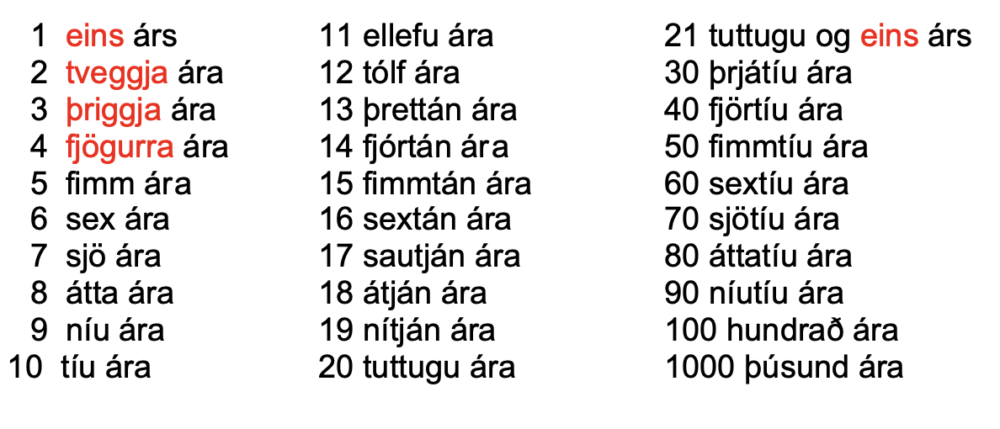 1 eins árs
2 tveggja ára
3 þriggja ára
4 fjögurra ára
5 fimm ára
6 sex ára
7 sjö ára
8 átta ára
9 níu ára
10 tíu ára
11 ellefu ára
12 tólf ára
13 þrettán ára
14 fjórtán ára
15 fimmtán ára
16 sextán ára
17 sautján ára
18 átján ára
19 nítján ára
20 tuttugu ára
21 tuttugu og eins árs
30 þrjátíu ára
40 fjörtíu ára
50 fimmtíu ára
60 sextíu ára
70 sjötíu ára
80 áttatíu ára
90 níutíu ára
100 hundrað ára
1000 þúsund ára